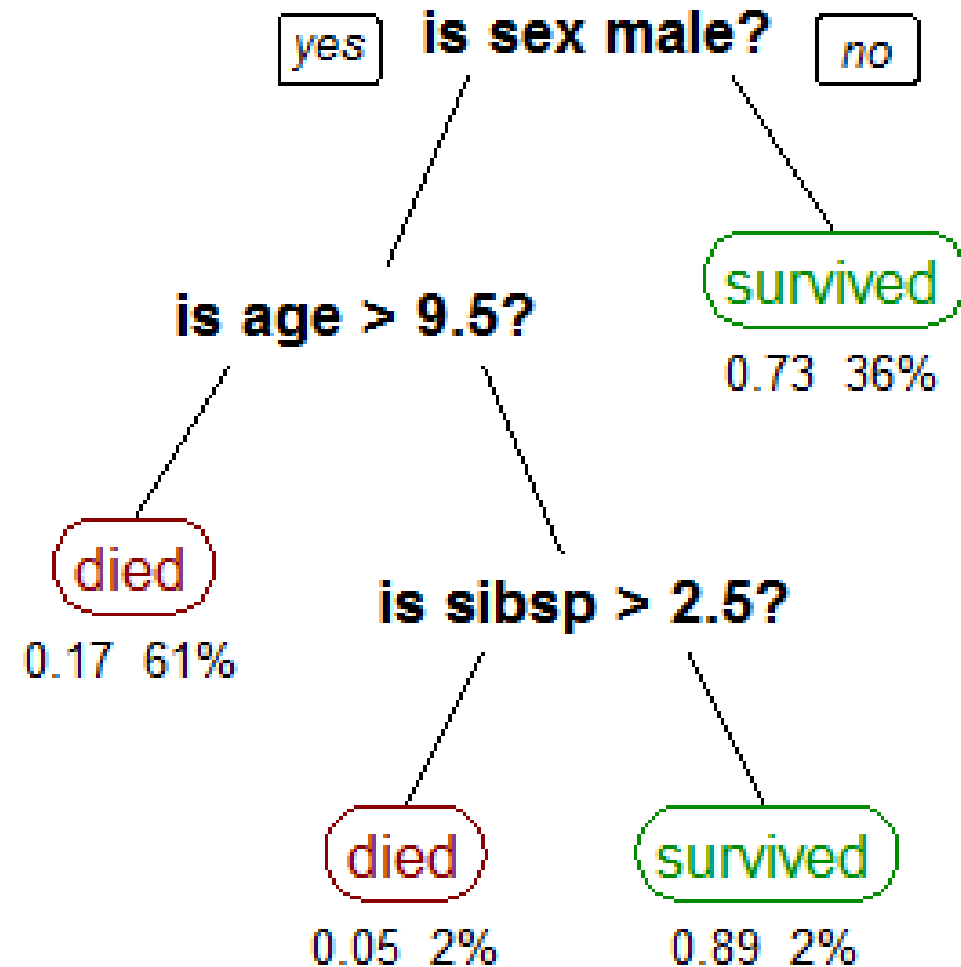 yes is sex male? no
survived
0.73 36%
is age > 9.5?
died
0.17 61%
is sibsp > 2.5?
died survived
0.05 2% 0.89 2%